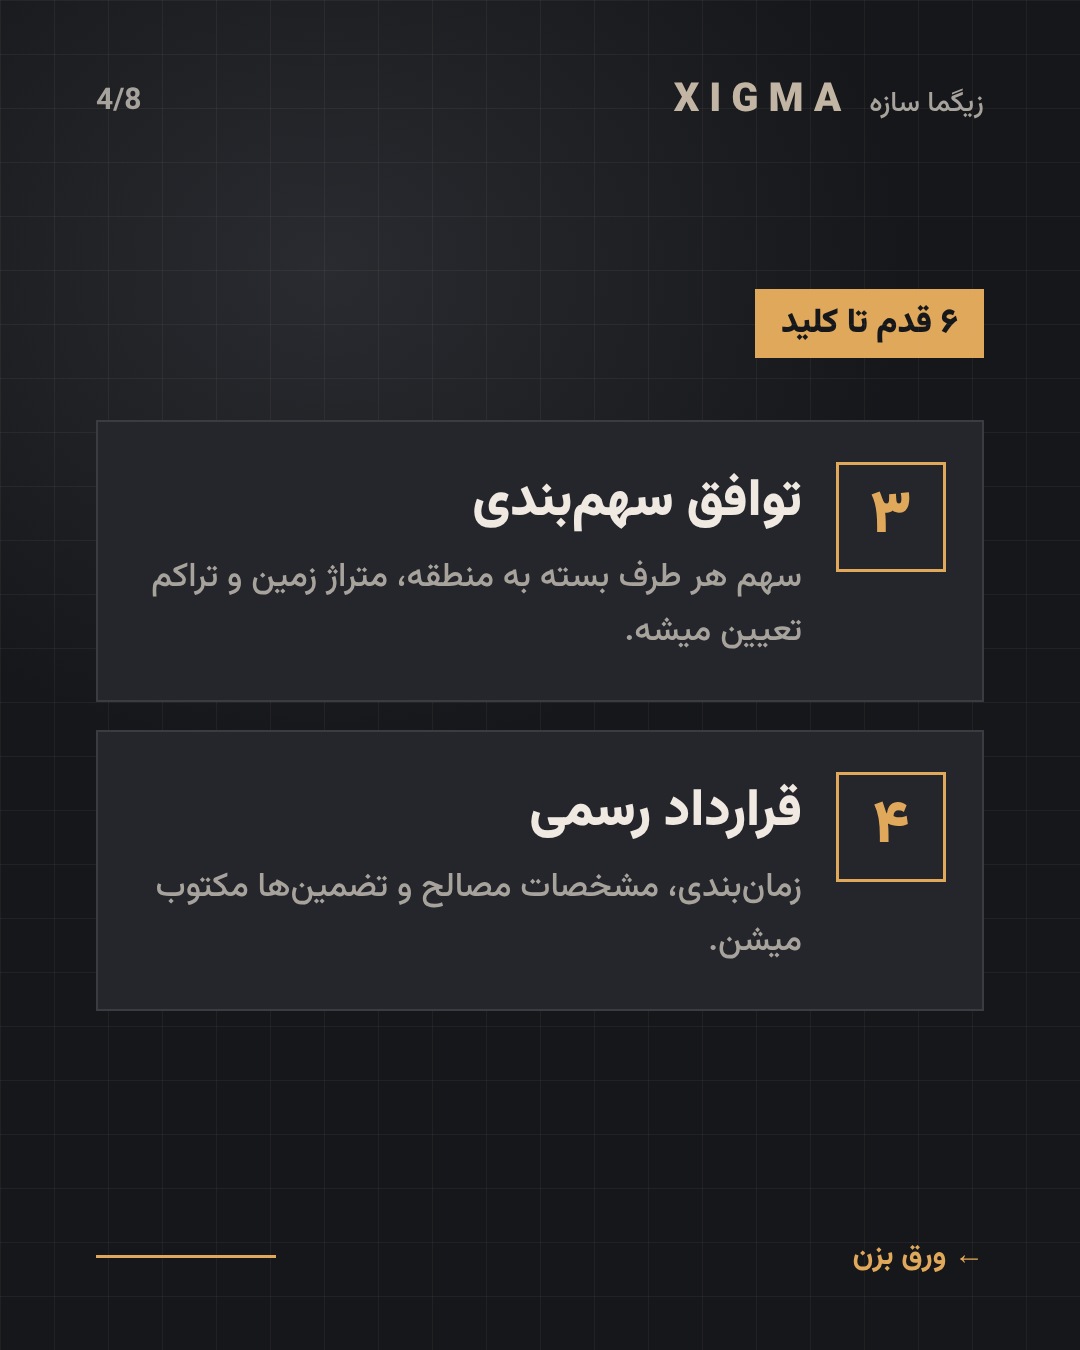 زیگما سازه XIGMA
4/8
۶ قدم تا کلید
۳
توافق سهم‌بندی
سهم هر طرف بسته به منطقه، متراژ زمین و تراکم
تعیین میشه.
۴
قرارداد رسمی
زمان‌بندی، مشخصات مصالح و تضمین‌ها مکتوب
میشن.
← ورق بزن